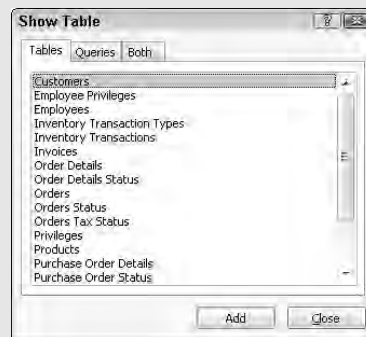 Show Table
Tables Queries Both
Customers
Employee Privileges
Employees
Inventory Transaction Types
Inventory Transactions
Invoices
Order Details
Order Details Status
Orders
Orders Status
Orders Tax Status
Privileges
Products
Purchase Order Details
Purchase Order Status
Add Close